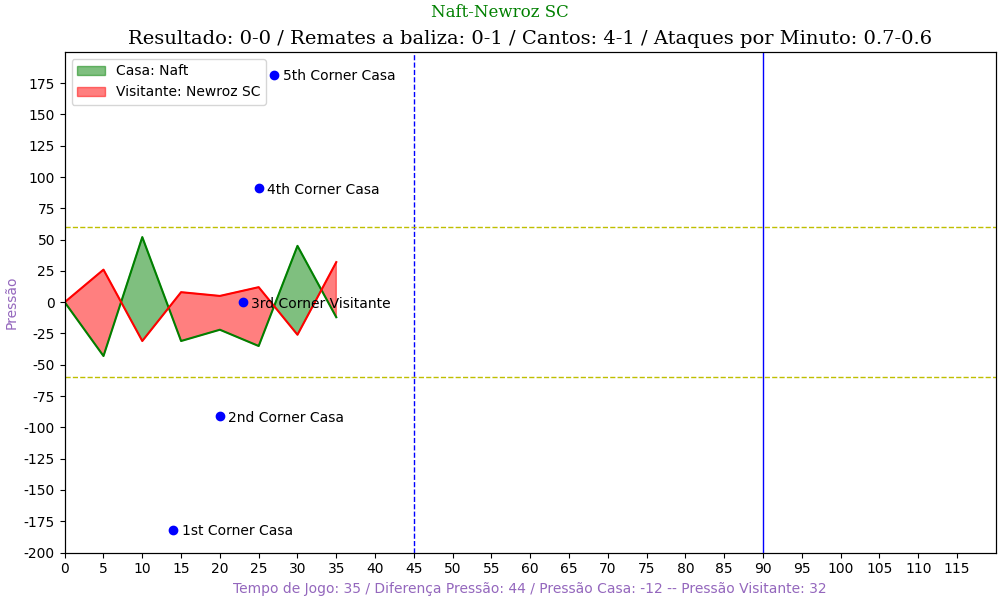 Naft-Newroz SC
Resultado: 0-0 / Remates a baliza: 0-1 / Cantos: 4-1 / Ataques por Minuto: 0.7-0.6
Casa: Naft
Visitante: Newroz SC
5th Corner Casa
4th Corner Casa
3rd Corner Visitante
2nd Corner Casa
1st Corner Casa
Pressão
175
150
125
100
75
50
25
0
-25
-50
-75
-100
-125
-150
-175
-200
0 5 10 15 20 25 30 35 40 45 50 55 60 65 70 75 80 85 90 95 100 105 110 115
Tempo de Jogo: 35 / Diferença Pressão: 44 / Pressão Casa: -12 -- Pressão Visitante: 32